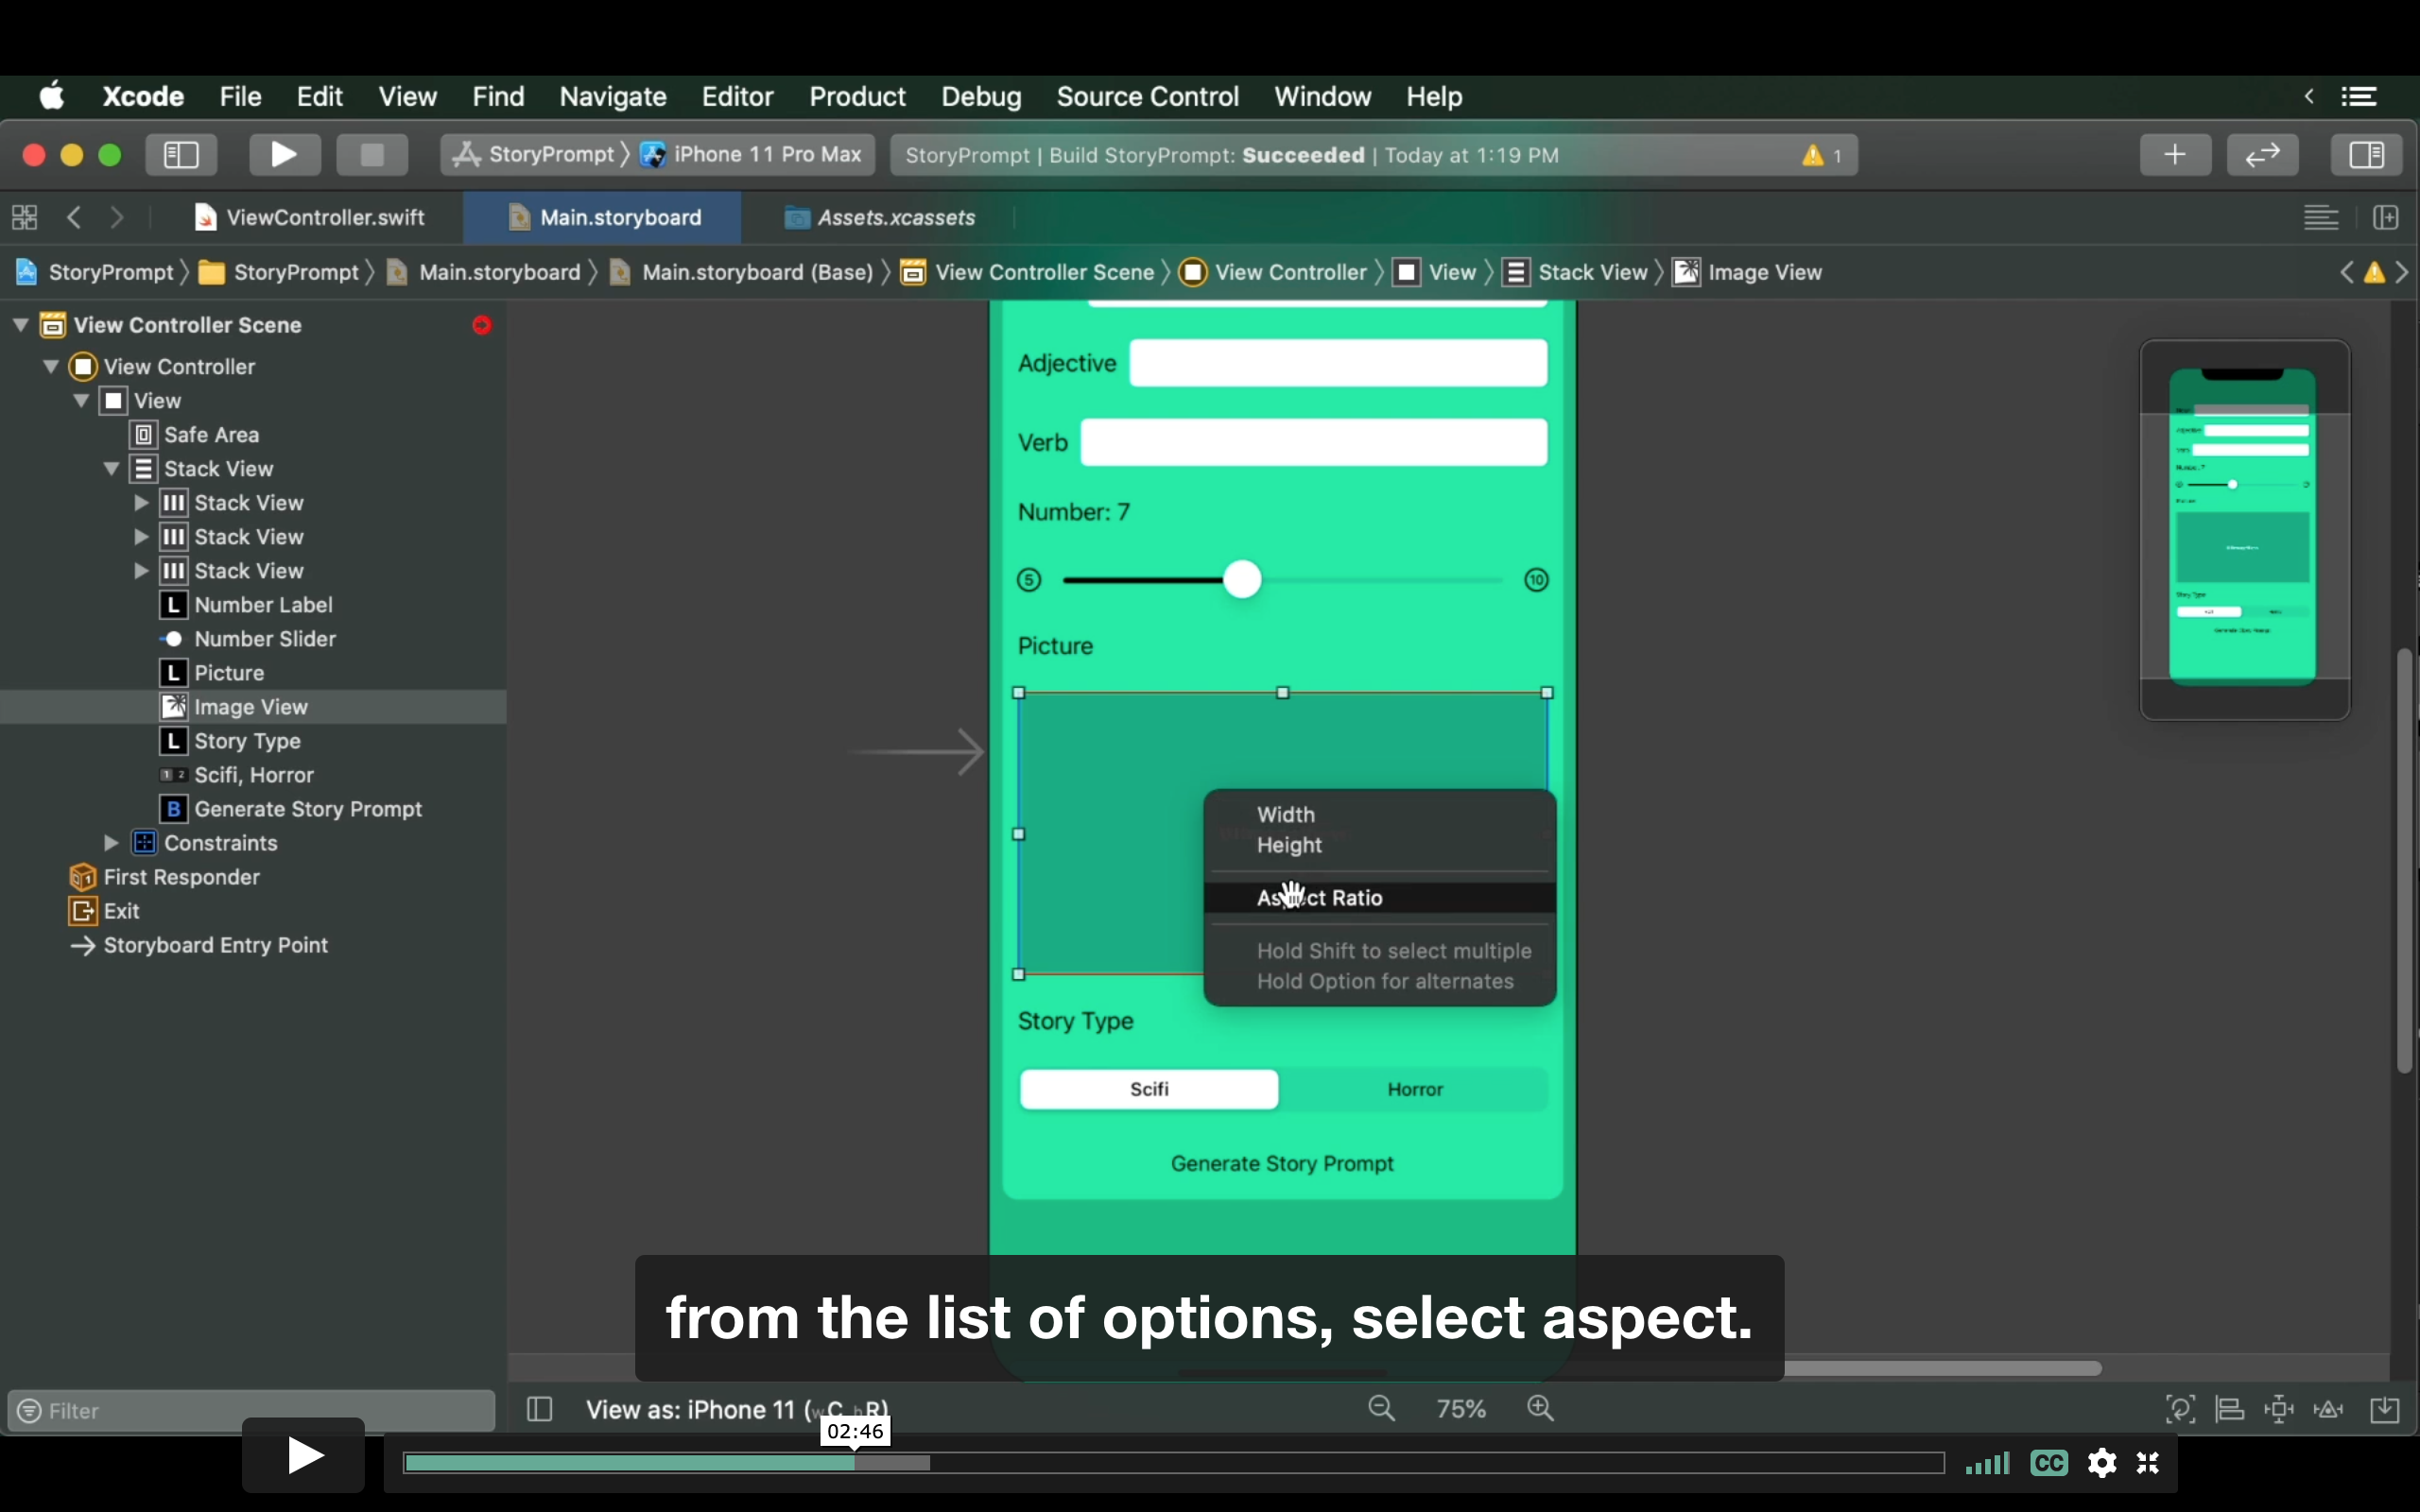 Xcode File Edit View Find Navigate Editor Product Debug Source Control Window Help
StoryPrompt iPhone 11 Pro Max StoryPrompt | Build StoryPrompt: Succeeded | Today at 1:19 PM 1
ViewController.swift Main.storyboard Assets.xcassets
StoryPrompt StoryPrompt Main.storyboard Main.storyboard (Base) View Controller Scene View Controller View Stack View Image View
View Controller Scene
View Controller
View
Safe Area
Stack View
Stack View
Stack View
Stack View
L Number Label
Number Slider
L Picture
Image View
L Story Type
1 2 Scifi, Horror
B Generate Story Prompt
Constraints
First Responder
Exit
Storyboard Entry Point
Filter
Adjective
Verb
Number: 7
5 10
Picture
Width
Height
Aspect Ratio
Hold Shift to select multiple
Hold Option for alternates
Story Type
Scifi Horror
Generate Story Prompt
from the list of options, select aspect.
View as: iPhone 11 (wC hR) 75%
02:46
CC